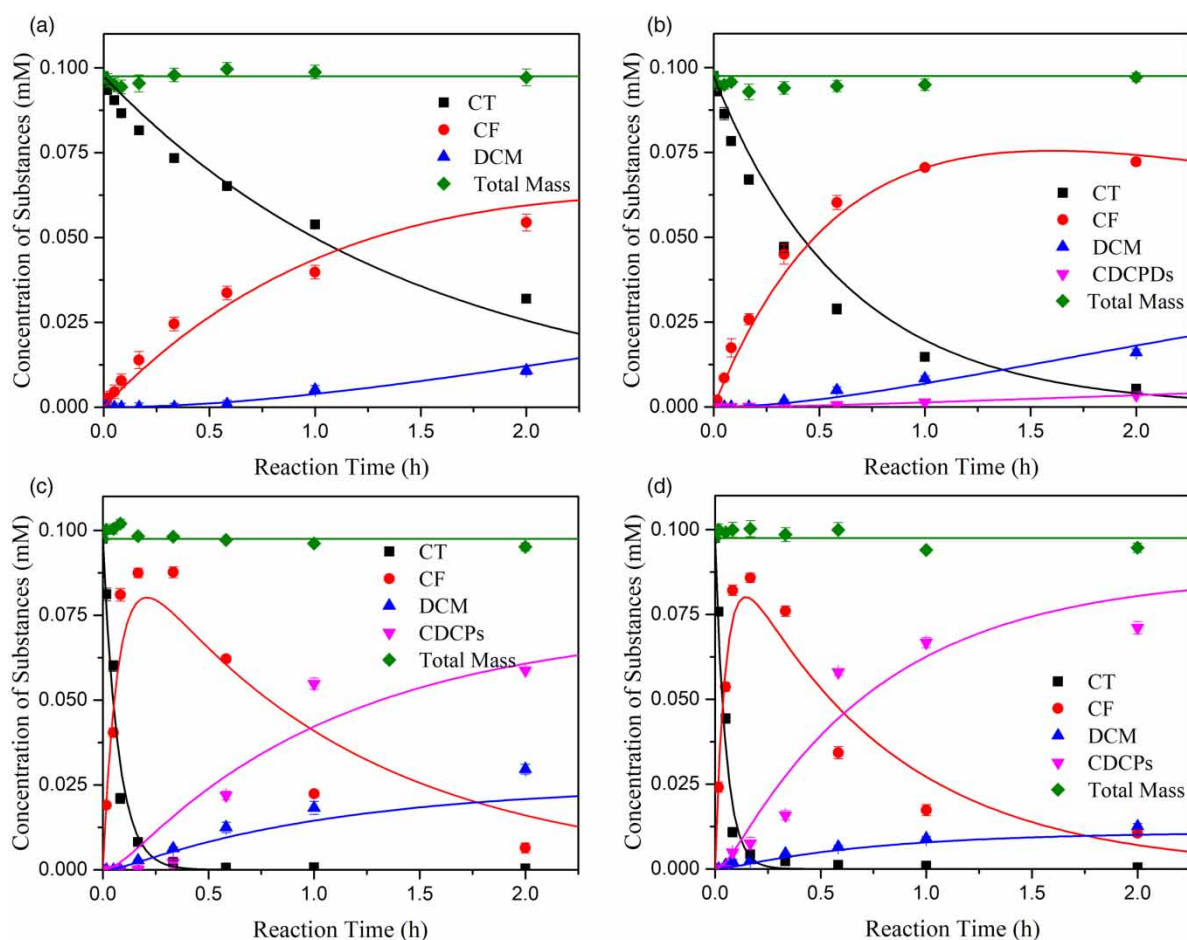 (a)
Concentration of Substances (mM)
0.100
0.075
0.050
0.025
0.000
CT
CF
DCM
Total Mass
0.0 0.5 1.0 1.5 2.0
Reaction Time (h)
(b)
Concentration of Substances (mM)
0.100
0.075
0.050
0.025
0.000
CT
CF
DCM
CDCPDs
Total Mass
0.0 0.5 1.0 1.5 2.0
Reaction Time (h)
(c)
Concentration of Substances (mM)
0.100
0.075
0.050
0.025
0.000
CT
CF
DCM
CDCPs
Total Mass
0.0 0.5 1.0 1.5 2.0
Reaction Time (h)
(d)
Concentration of Substances (mM)
0.100
0.075
0.050
0.025
0.000
CT
CF
DCM
CDCPs
Total Mass
0.0 0.5 1.0 1.5 2.0
Reaction Time (h)